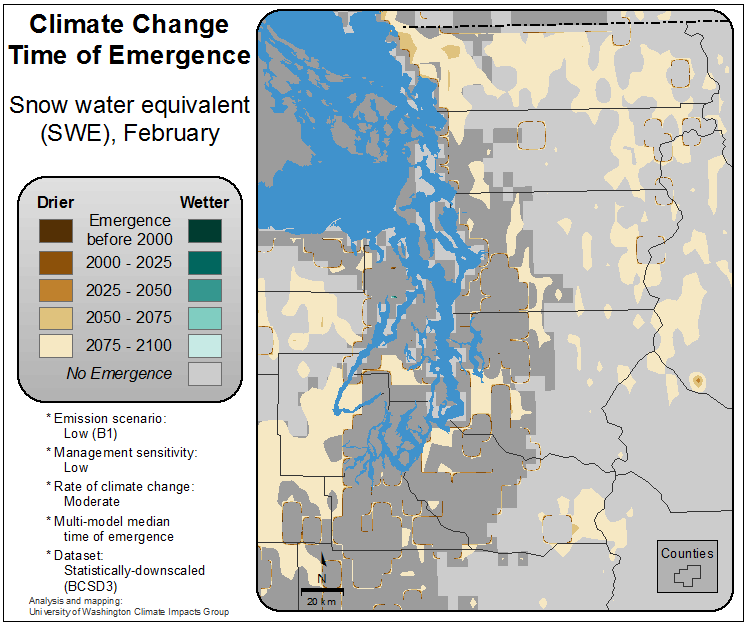 Climate Change
Time of Emergence
Snow water equivalent
(SWE), February
Drier
Wetter
Emergence
before 2000
2000 - 2025
2025 - 2050
2050 - 2075
2075 - 2100
No Emergence
* Emission scenario:
Low (B1)
* Management sensitivity:
Low
* Rate of climate change:
Moderate
* Multi-model median
time of emergence
* Dataset:
Statistically-downscaled
(BCSD3)
Analysis and mapping:
University of Washington Climate Impacts Group
N
20 km
Counties